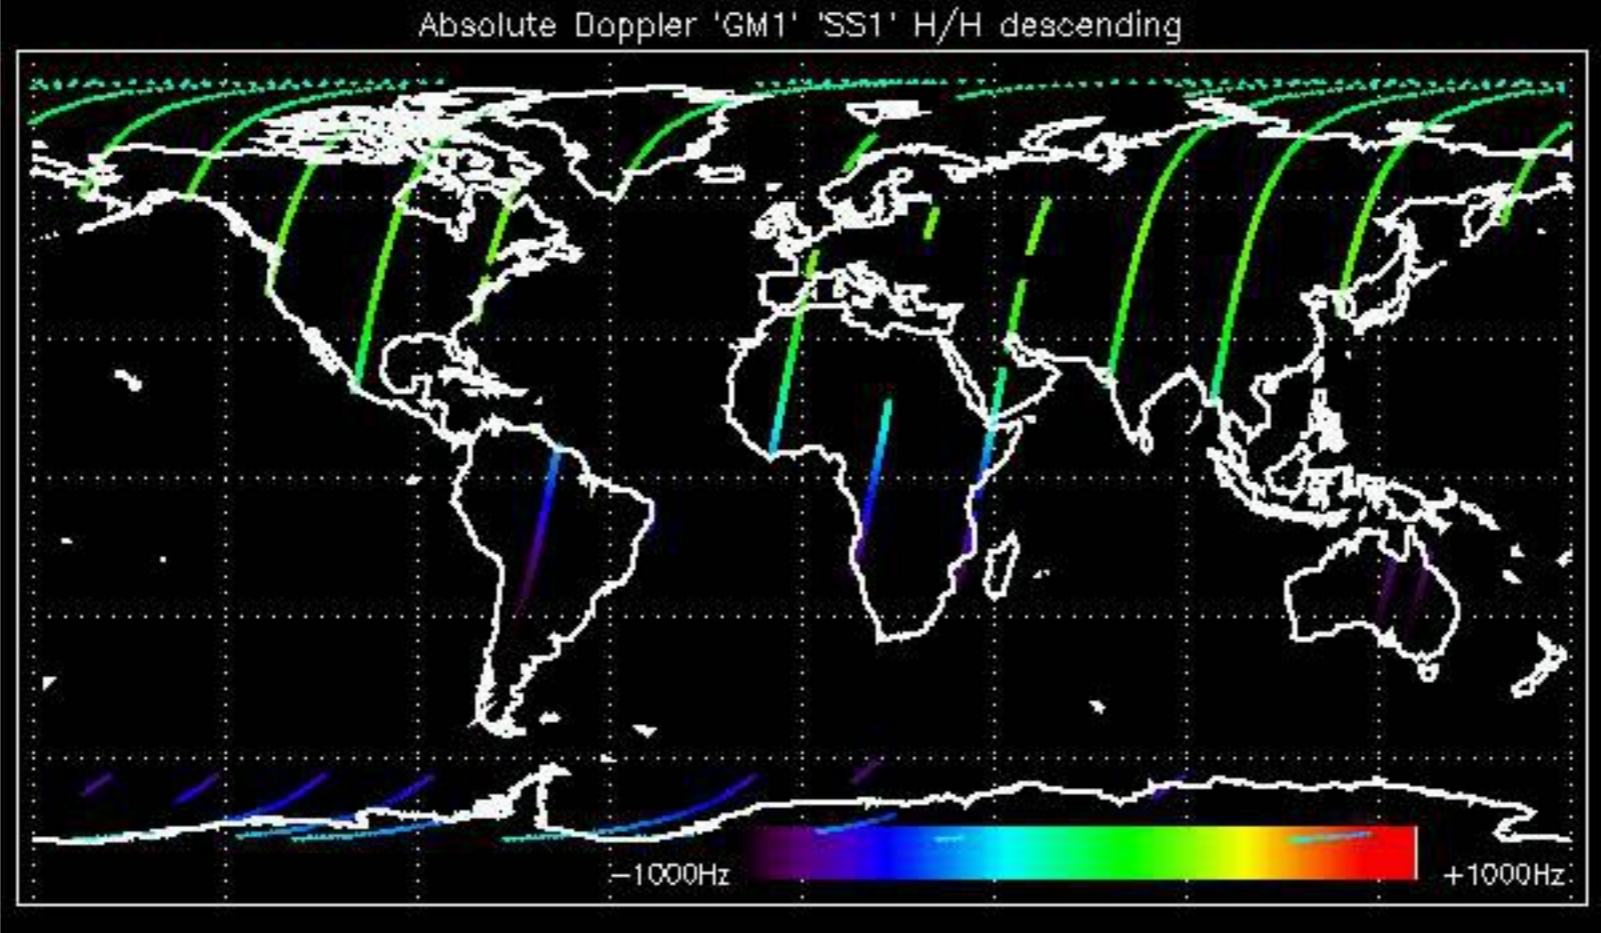 Absolute Doppler 'GM1' 'SS1' H/H descending
−1000Hz +1000Hz